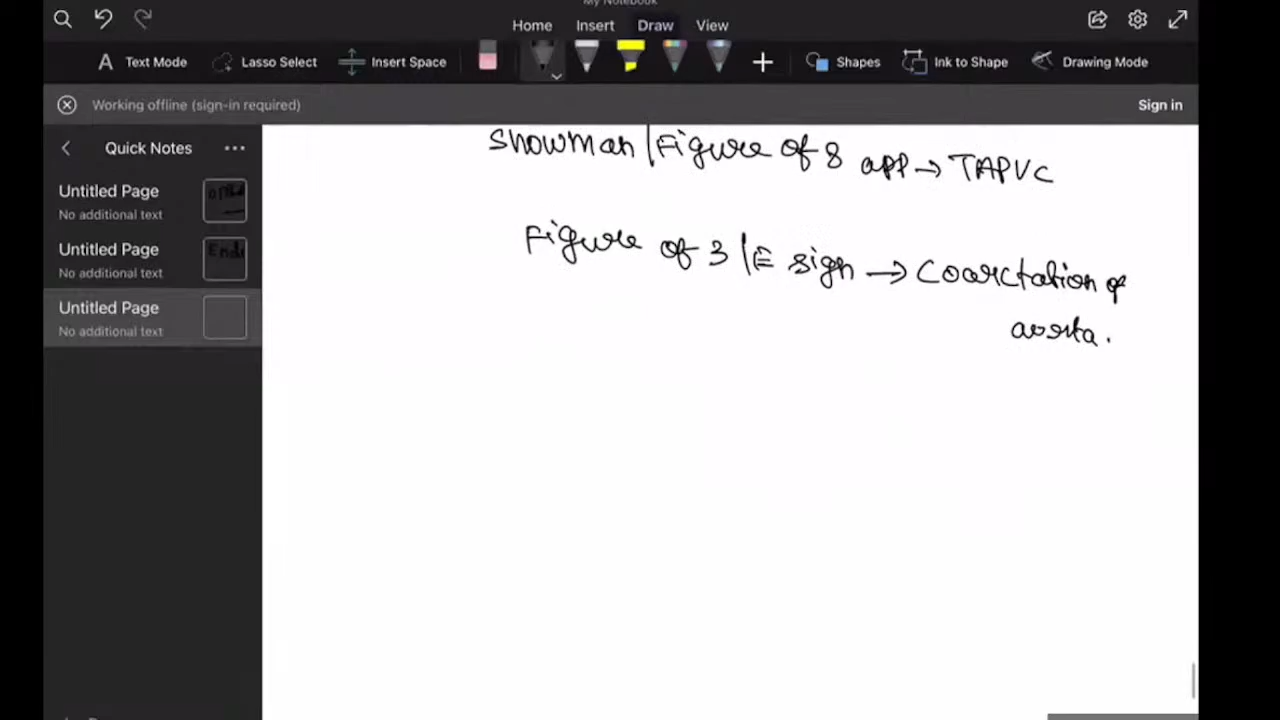 My Notebook
Home Insert Draw View
Text Mode Lasso Select Insert Space Shapes Ink to Shape Drawing Mode
Working offline (sign-in required) Sign in
Quick Notes
Untitled Page
No additional text
Untitled Page
No additional text
Untitled Page
No additional text
Showman | Figure of 8 app → TAPVC
Figure of 3 | E sign → Coarctation of
aorta.